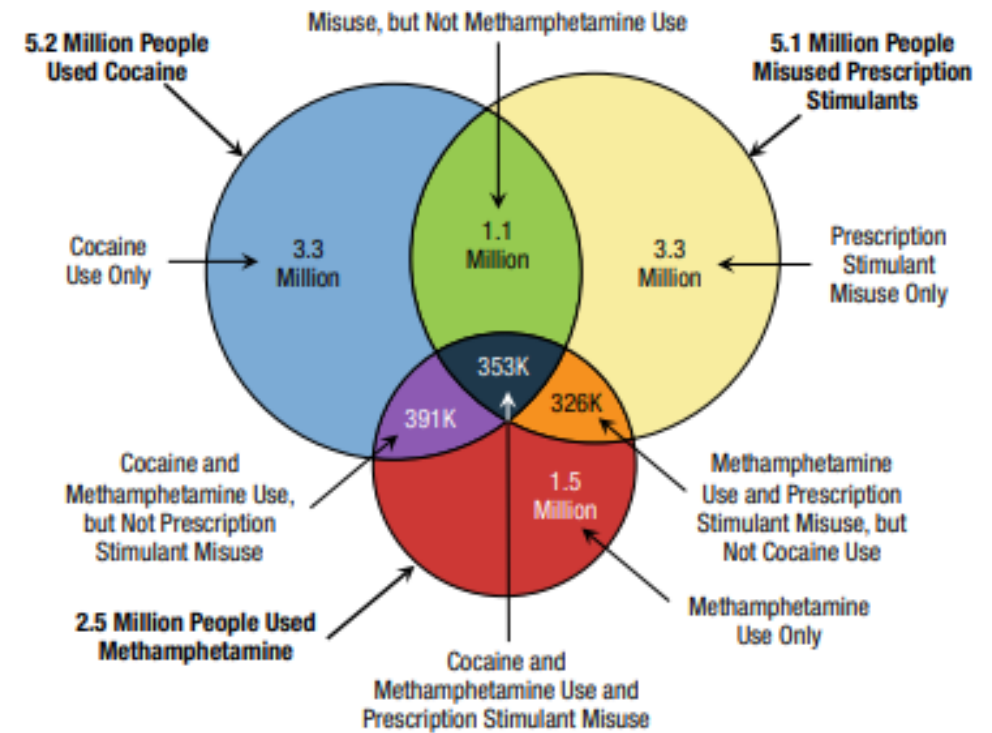 Misuse, but Not Methamphetamine Use
5.2 Million People
Used Cocaine
5.1 Million People
Misused Prescription
Stimulants
Cocaine
Use Only
3.3
Million
1.1
Million
3.3
Million
Prescription
Stimulant
Misuse Only
353K
391K
326K
Cocaine and
Methamphetamine Use,
but Not Prescription
Stimulant Misuse
1.5
Million
Methamphetamine
Use and Prescription
Stimulant Misuse, but
Not Cocaine Use
2.5 Million People Used
Methamphetamine
Methamphetamine
Use Only
Cocaine and
Methamphetamine Use and
Prescription Stimulant Misuse